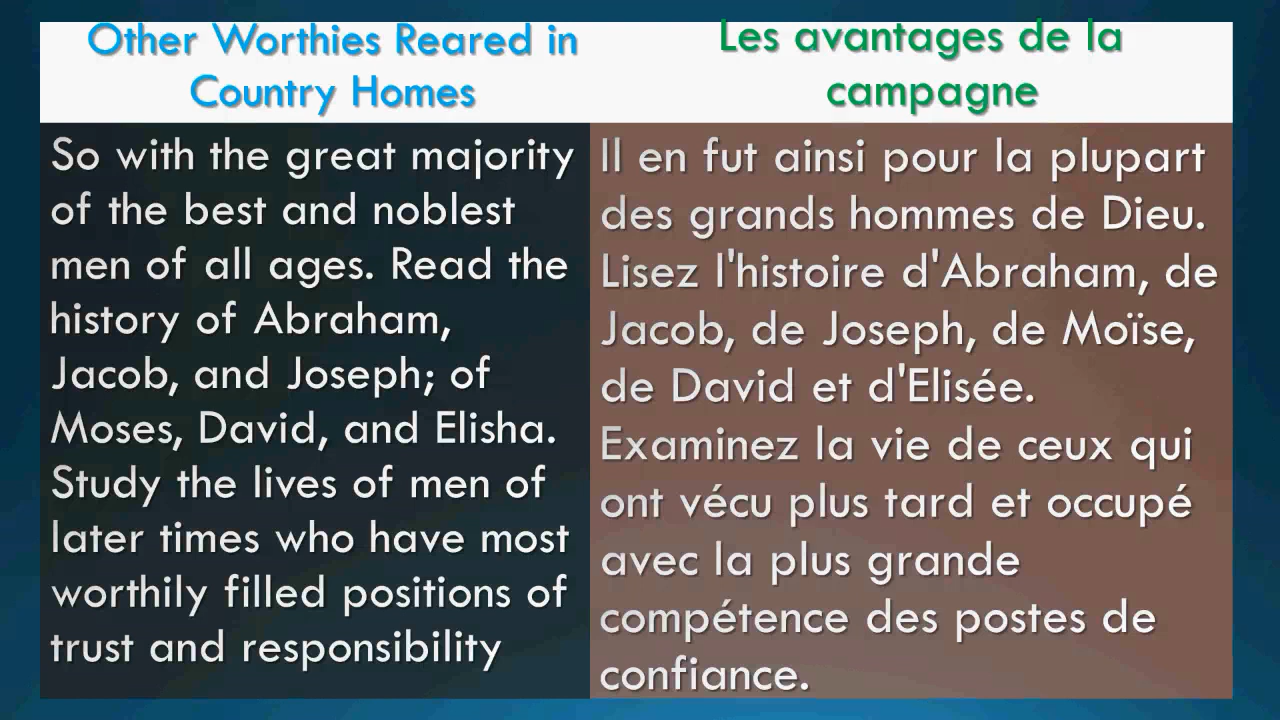 Other Worthies Reared in
Country Homes
So with the great majority
of the best and noblest
men of all ages. Read the
history of Abraham,
Jacob, and Joseph; of
Moses, David, and Elisha.
Study the lives of men of
later times who have most
worthily filled positions of
trust and responsibility
Les avantages de la
campagne
Il en fut ainsi pour la plupart
des grands hommes de Dieu.
Lisez l'histoire d'Abraham, de
Jacob, de Joseph, de Moïse,
de David et d'Elisée.
Examinez la vie de ceux qui
ont vécu plus tard et occupé
avec la plus grande
compétence des postes de
confiance.